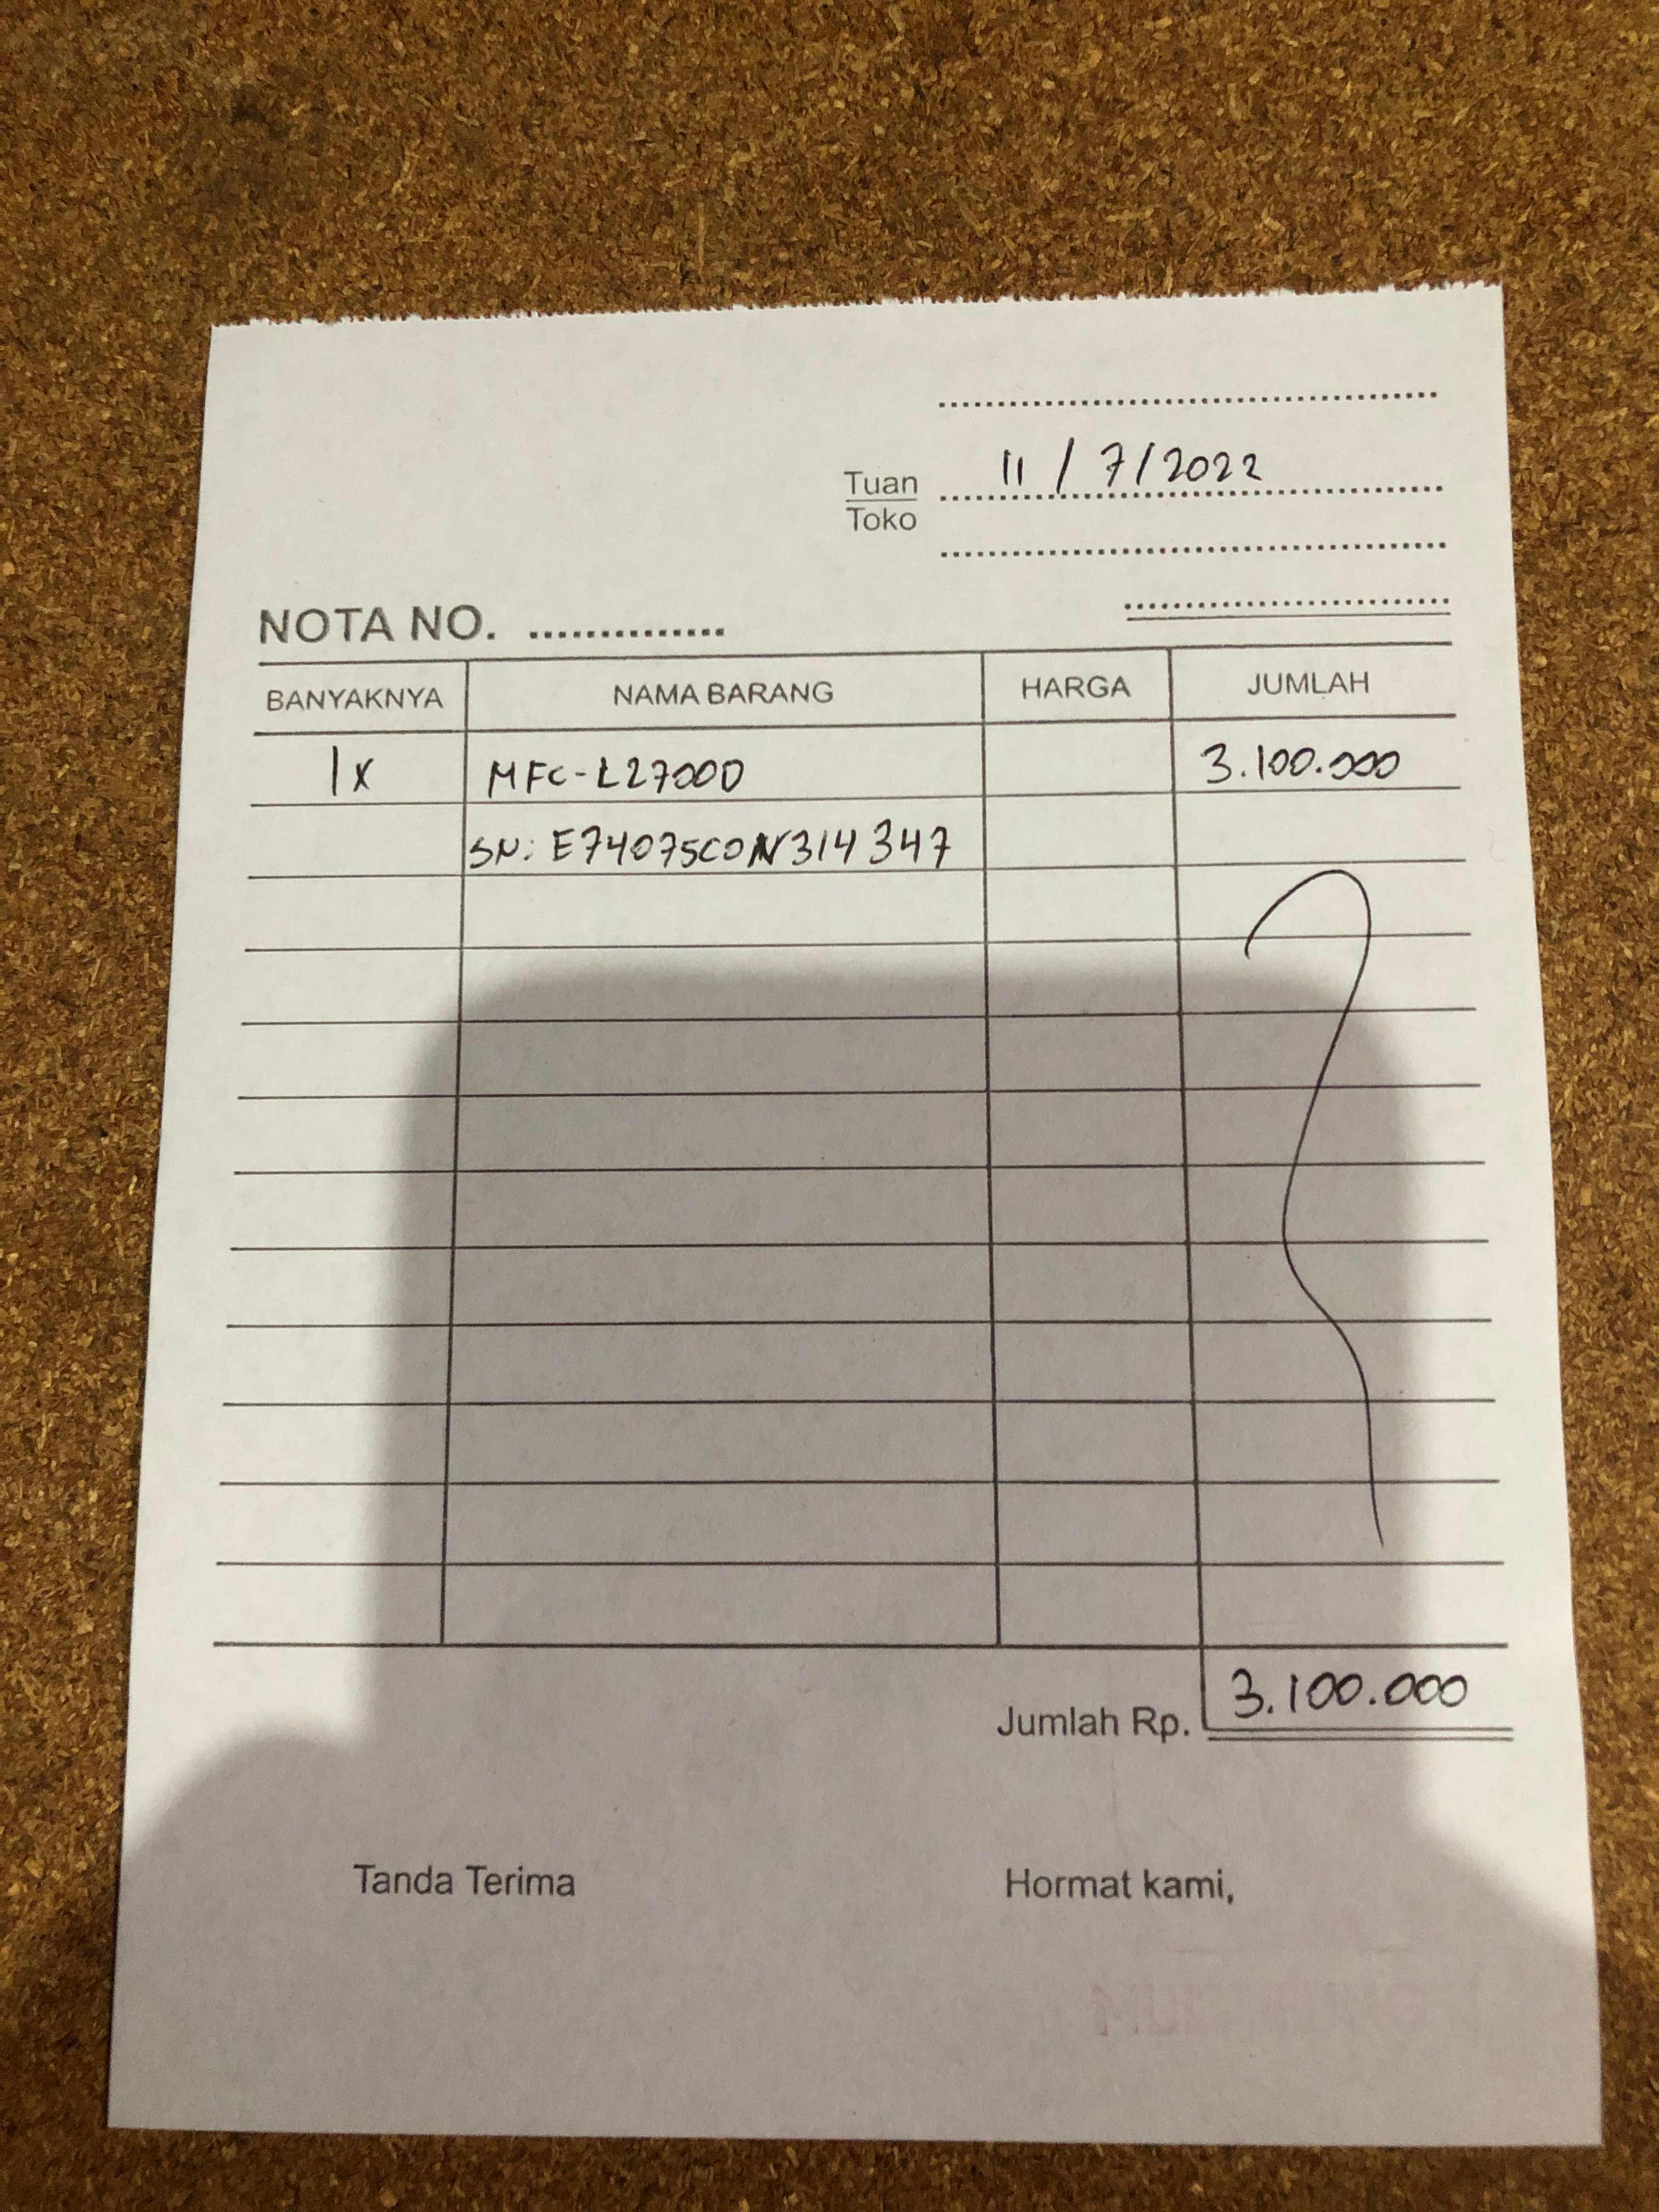 11 / 7 / 2022
Tuan
Toko
NOTA NO. ..............
BANYAKNYA NAMA BARANG HARGA JUMLAH
1x MFC-L2700D 3.100.000
SN: E74075C0N314347
Jumlah Rp. 3.100.000
Tanda Terima Hormat kami,